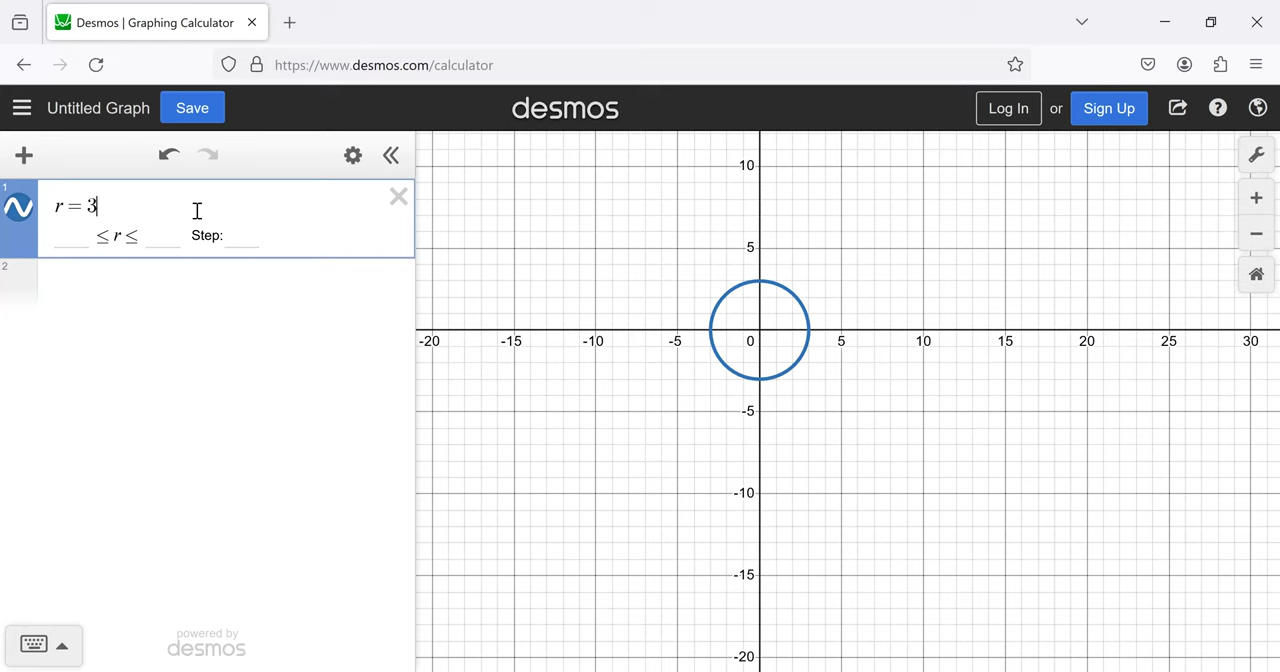 Desmos | Graphing Calculator
https://www.desmos.com/calculator
Untitled Graph
Save
desmos
Log In
or
Sign Up
1
r = 3
≤ r ≤ Step:
2
10
5
-20 -15 -10 -5 0 5 10 15 20 25 30
-5
-10
-15
-20
powered by
desmos